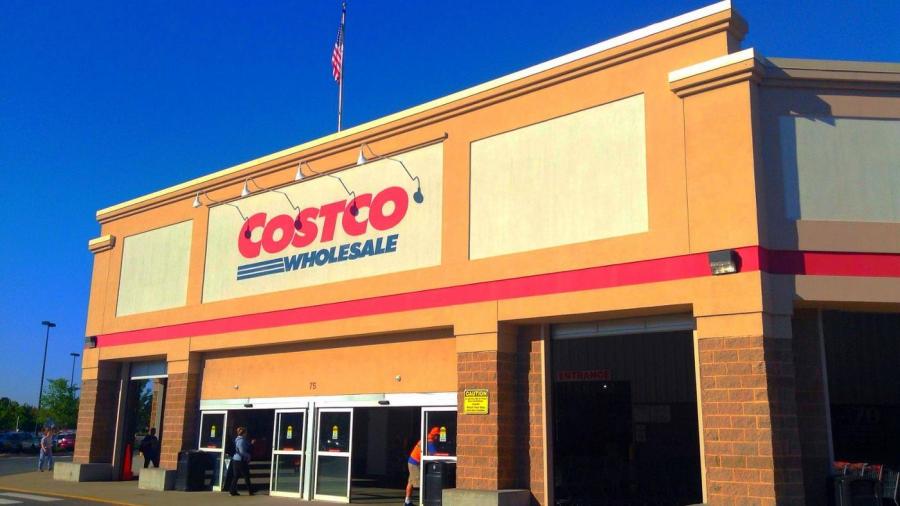 COSTCO
WHOLESALE
75
ENTRANCE
CAUTION